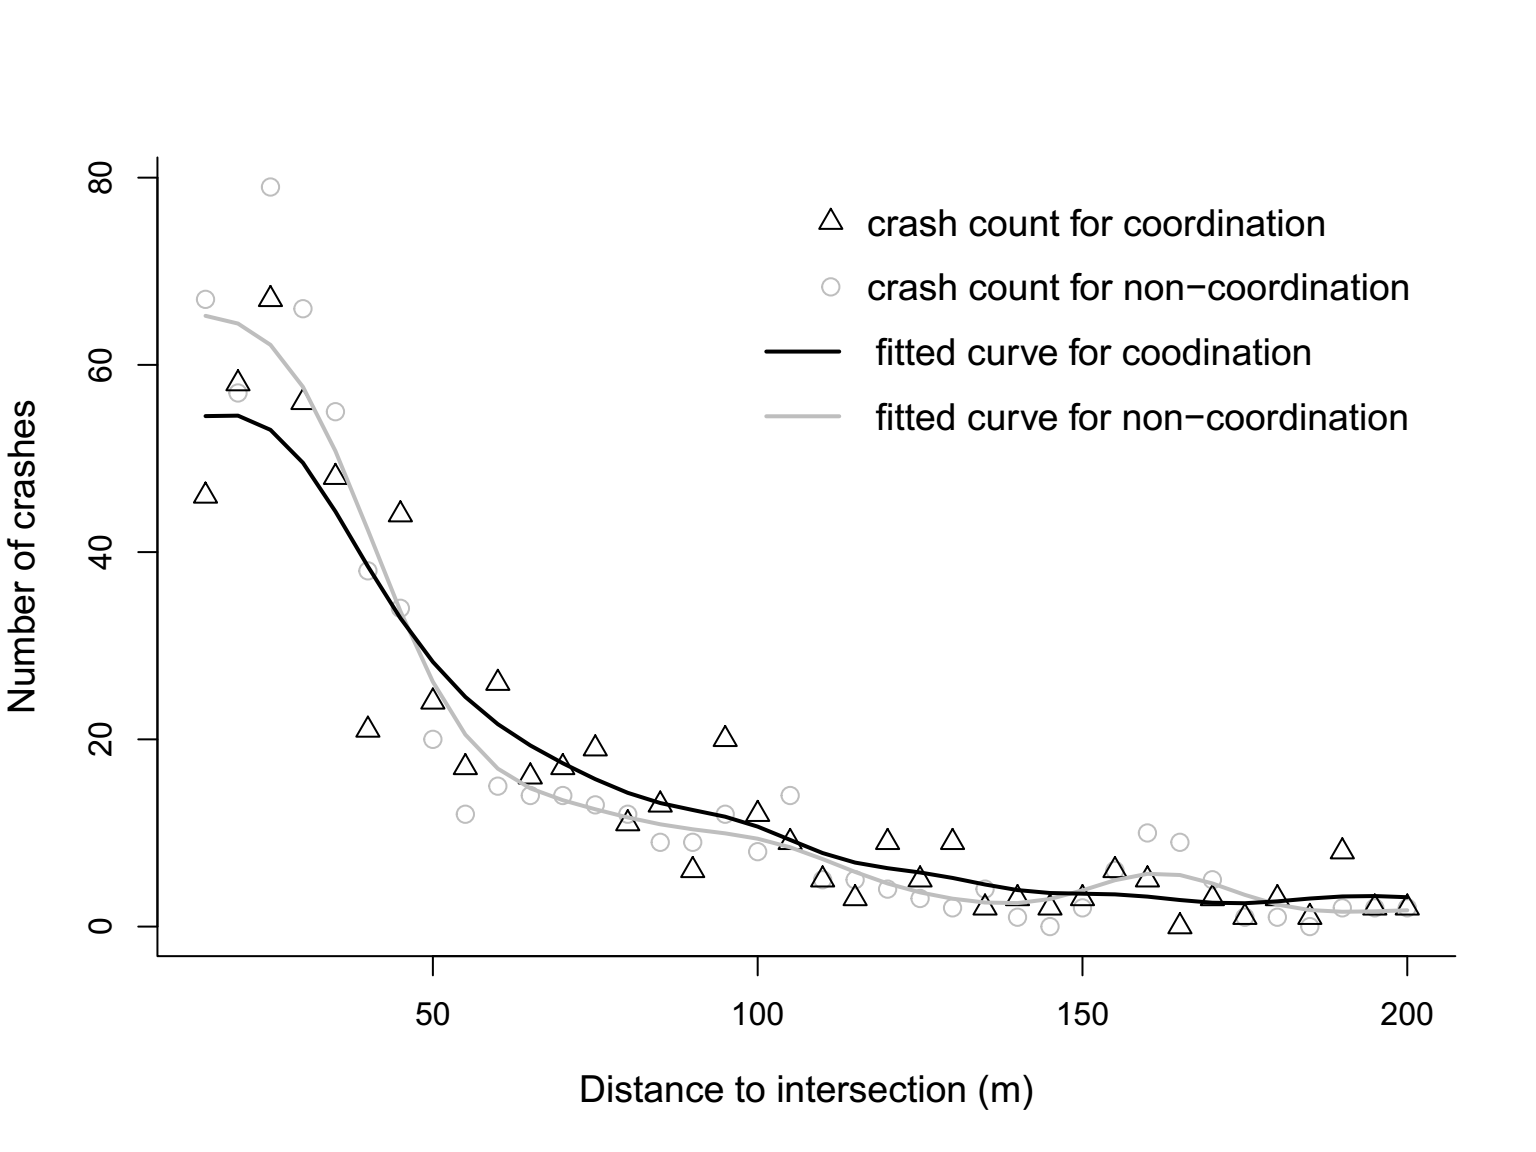 80
60
40
20
0
Number of crashes
crash count for coordination
crash count for non−coordination
fitted curve for coodination
fitted curve for non−coordination
50 100 150 200
Distance to intersection (m)